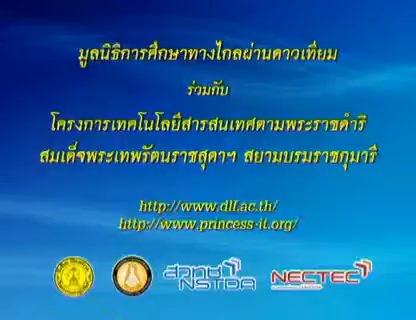 มูลนิธิการศึกษาทางไกลผ่านดาวเทียม
ร่วมกับ
โครงการเทคโนโลยีสารสนเทศตามพระราชดำริ
สมเด็จพระเทพรัตนราชสุดาฯ สยามบรมราชกุมารี
http://www.dlf.ac.th/
http://www.princess-it.org/
สวทช
NSTDA
NECTEC